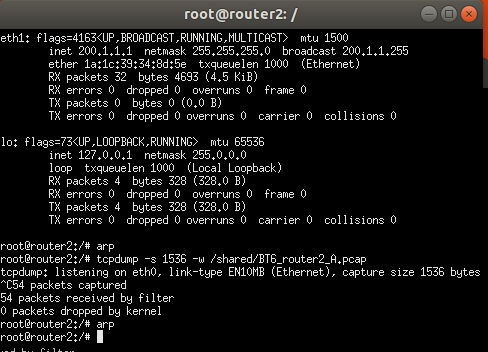 root@router2: /
eth1: flags=4163<UP,BROADCAST,RUNNING,MULTICAST>  mtu 1500
        inet 200.1.1.1  netmask 255.255.255.0  broadcast 200.1.1.255
        ether 1a:1c:39:34:8d:5e  txqueuelen 1000  (Ethernet)
        RX packets 32  bytes 4693 (4.5 KiB)
        RX errors 0  dropped 0  overruns 0  frame 0
        TX packets 0  bytes 0 (0.0 B)
        TX errors 0  dropped 0 overruns 0  carrier 0  collisions 0
lo: flags=73<UP,LOOPBACK,RUNNING>  mtu 65536
        inet 127.0.0.1  netmask 255.0.0.0
        loop  txqueuelen 1000  (Local Loopback)
        RX packets 4  bytes 328 (328.0 B)
        RX errors 0  dropped 0  overruns 0  frame 0
        TX packets 4  bytes 328 (328.0 B)
        TX errors 0  dropped 0 overruns 0  carrier 0  collisions 0
root@router2:/# arp
root@router2:/# tcpdump -s 1536 -w /shared/BT6_router2_A.pcap
tcpdump: listening on eth0, link-type EN10MB (Ethernet), capture size 1536 bytes
^C54 packets captured
54 packets received by filter
0 packets dropped by kernel
root@router2:/# arp
root@router2:/#
ved by filter